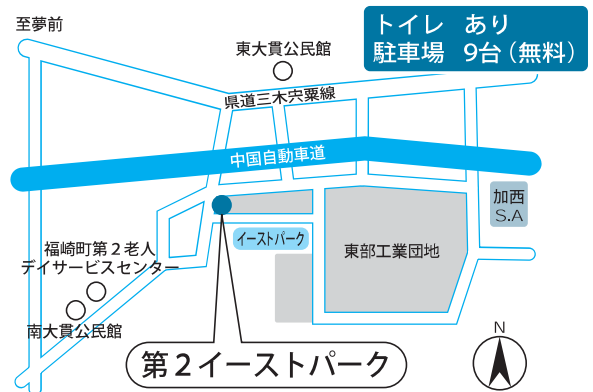 至夢前
トイレ あり
駐車場 9台（無料）
東大貫公民館
県道三木宍粟線
中国自動車道
加西
S.A
イーストパーク
東部工業団地
福崎町第２老人
デイサービスセンター
南大貫公民館
N
第２イーストパーク